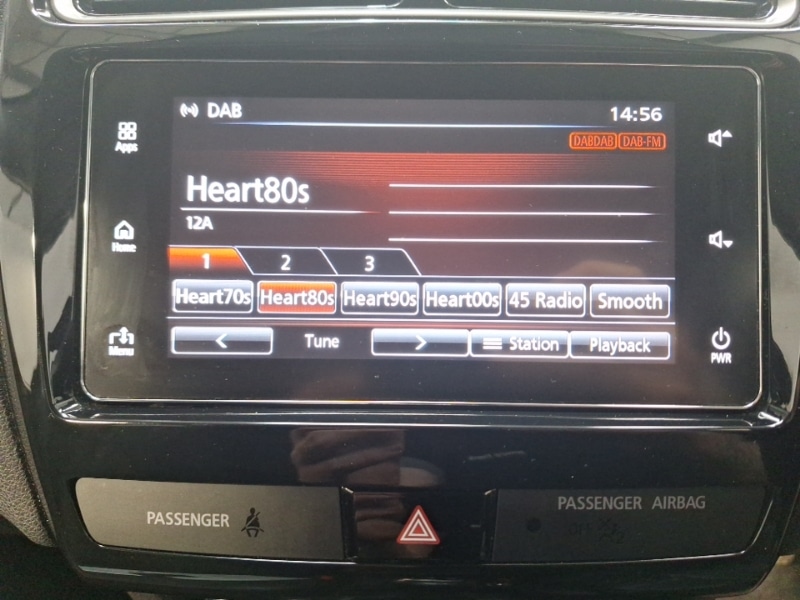 DAB 14:56
DABDAB DAB-FM
Apps
Heart80s
12A
Home
1 2 3
Heart70s Heart80s Heart90s Heart00s 45 Radio Smooth
< Tune > Station Playback
Menu
PWR
PASSENGER
PASSENGER AIRBAG